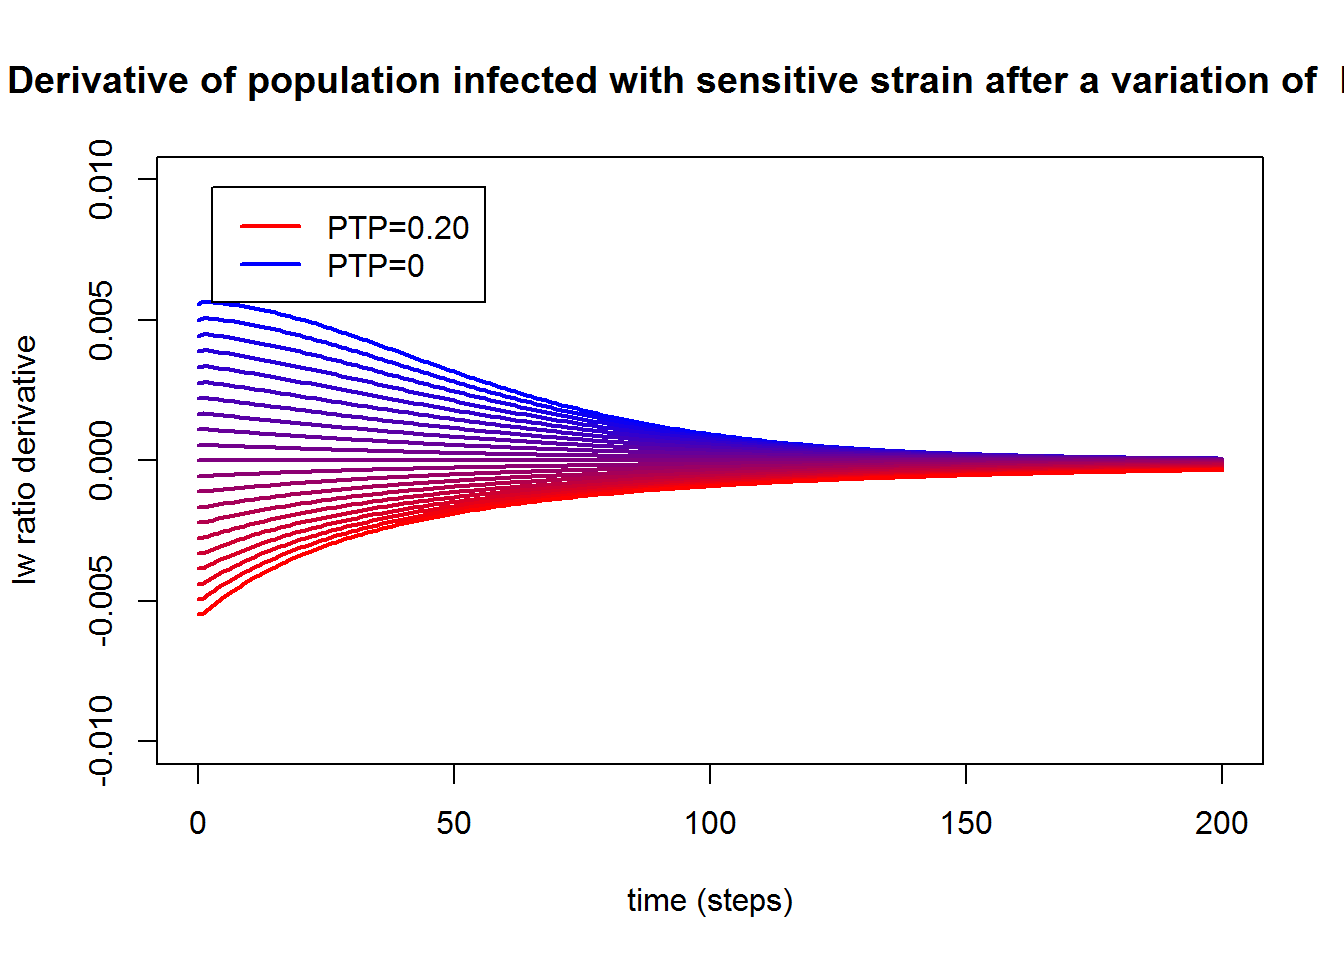 Derivative of population infected with sensitive strain after a variation of
0.010
0.005
0.000
-0.005
-0.010
Iw ratio derivative
PTP=0.20
PTP=0
0
50
100
150
200
time (steps)